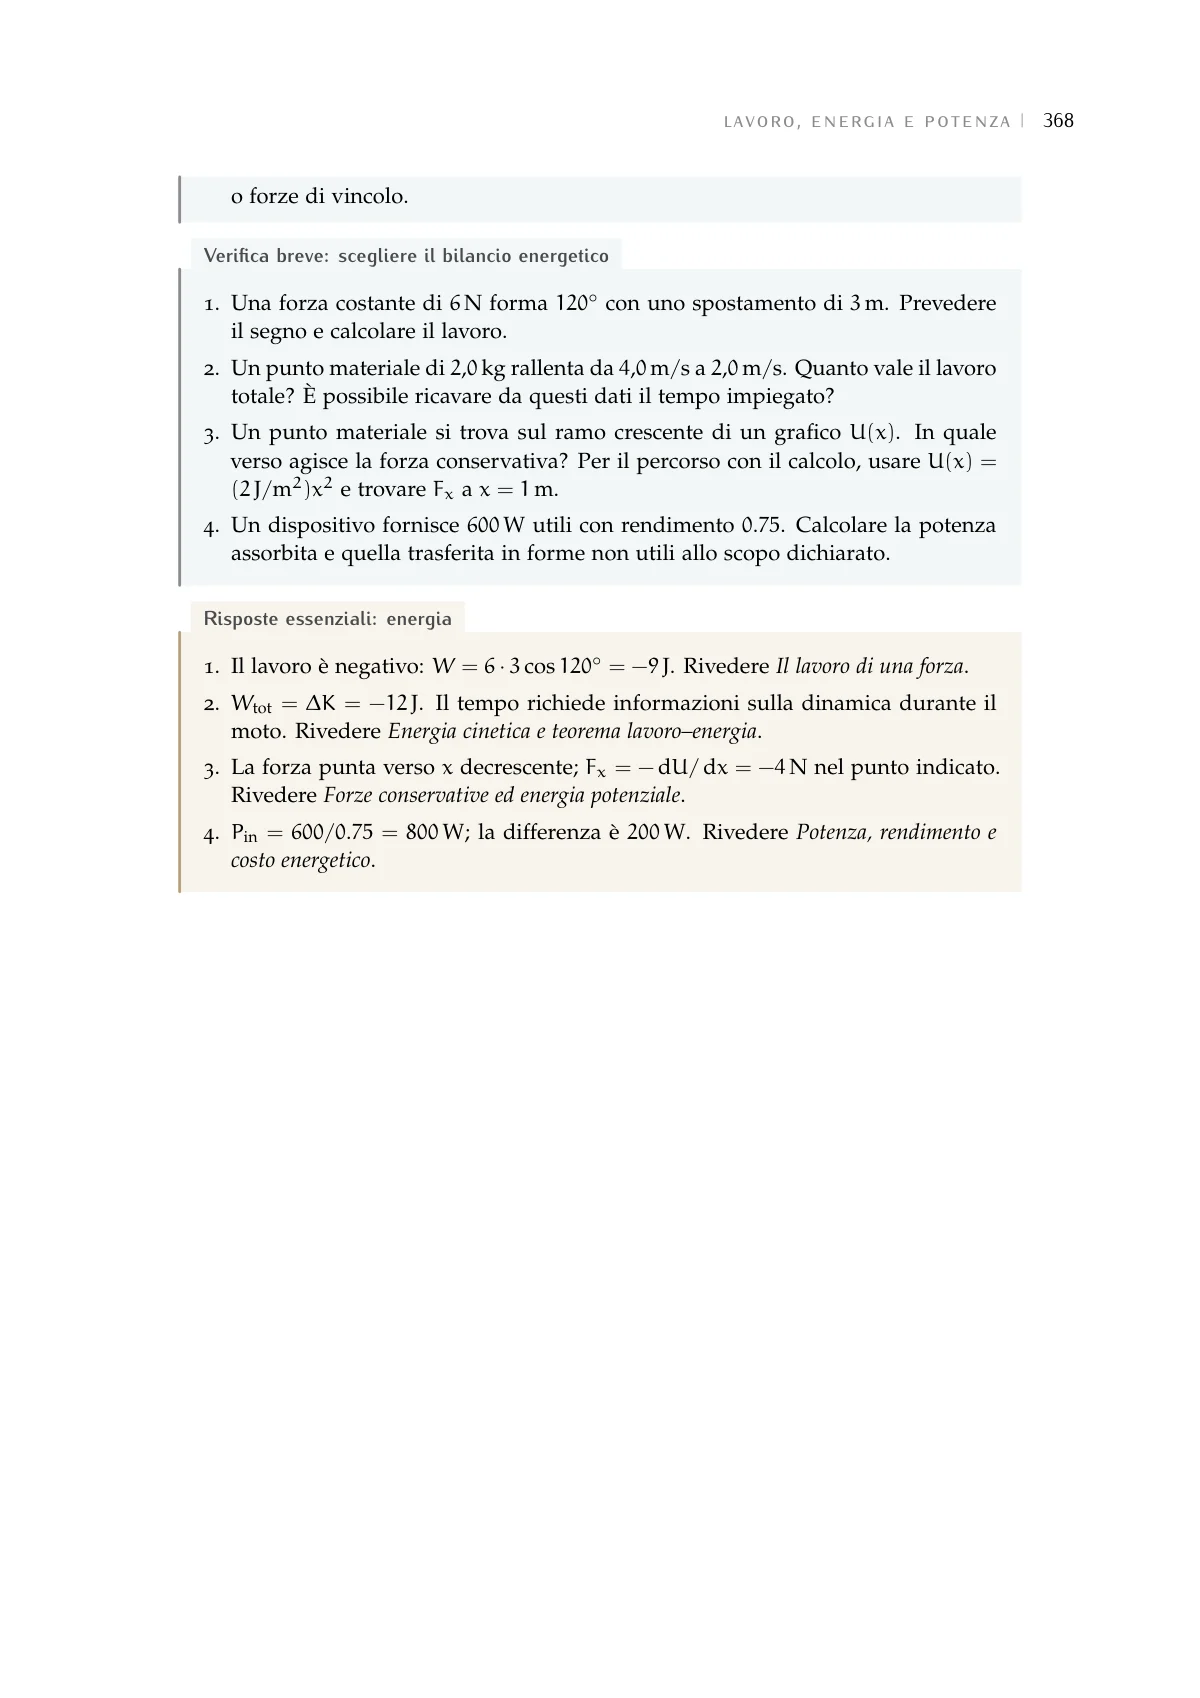 LAVORO, ENERGIA E POTENZA | 368
o forze di vincolo.
Verifica breve: scegliere il bilancio energetico
1. Una forza costante di 6 N forma 120° con uno spostamento di 3 m. Prevedere
il segno e calcolare il lavoro.
2. Un punto materiale di 2,0 kg rallenta da 4,0 m/s a 2,0 m/s. Quanto vale il lavoro
totale? È possibile ricavare da questi dati il tempo impiegato?
3. Un punto materiale si trova sul ramo crescente di un grafico U(x). In quale
verso agisce la forza conservativa? Per il percorso con il calcolo, usare U(x) =
(2 J/m²)x² e trovare Fₓ a x = 1 m.
4. Un dispositivo fornisce 600 W utili con rendimento 0.75. Calcolare la potenza
assorbita e quella trasferita in forme non utili allo scopo dichiarato.
Risposte essenziali: energia
1. Il lavoro è negativo: W = 6 · 3 cos 120° = −9 J. Rivedere Il lavoro di una forza.
2. Wtot = ΔK = −12 J. Il tempo richiede informazioni sulla dinamica durante il
moto. Rivedere Energia cinetica e teorema lavoro–energia.
3. La forza punta verso x decrescente; Fₓ = − dU/ dx = −4 N nel punto indicato.
Rivedere Forze conservative ed energia potenziale.
4. Pin = 600/0.75 = 800 W; la differenza è 200 W. Rivedere Potenza, rendimento e
costo energetico.